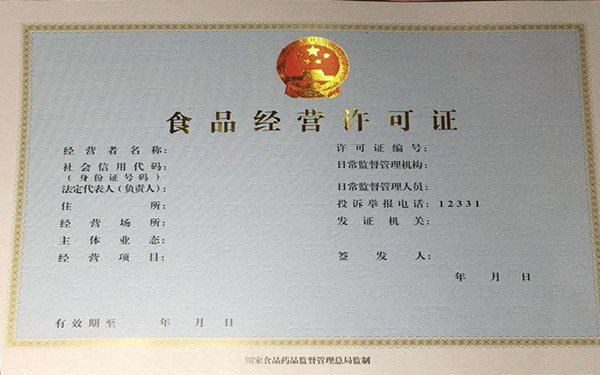 食品经营许可证
经营者名称：
社会信用代码：
（身份证号码）
法定代表人（负责人）：
住所：
经营场所：
主体业态：
经营项目：
许可证编号：
日常监督管理机构：
日常监督管理人员：
投诉举报电话：12331
发证机关：
签发人：
年 月 日
有效期至 年 月 日
国家食品药品监督管理总局监制